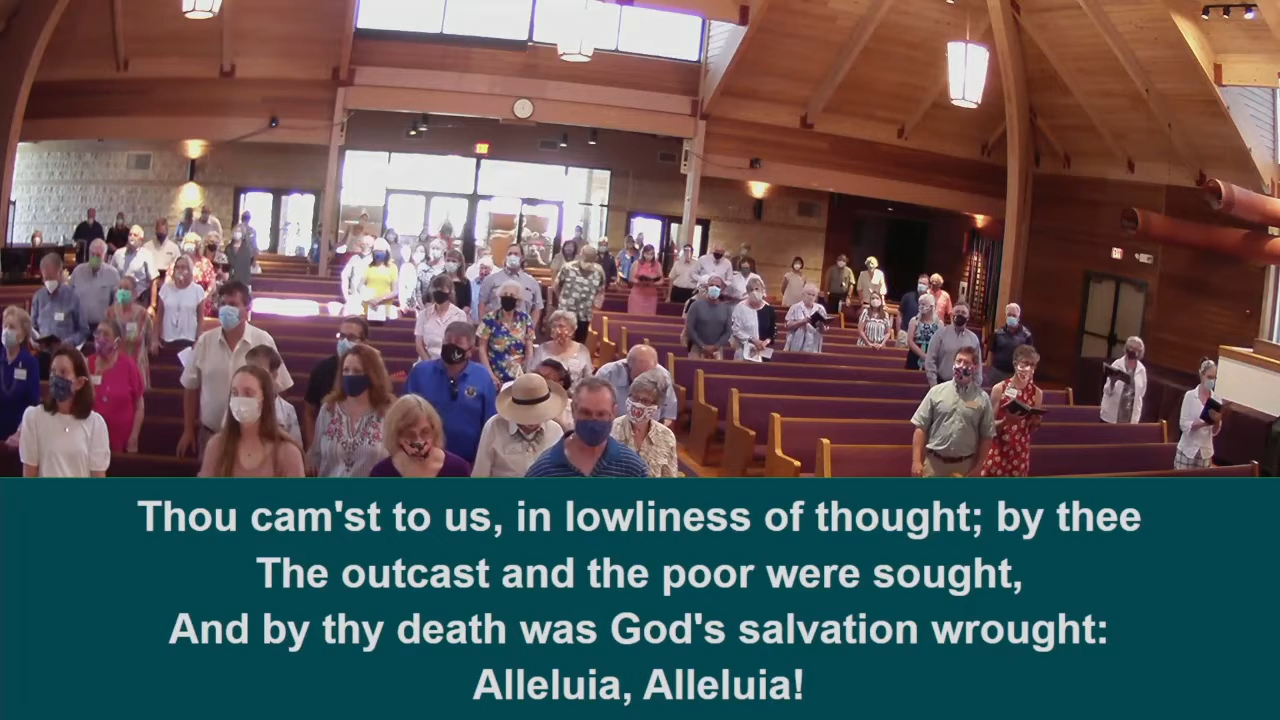 Thou cam'st to us, in lowliness of thought; by thee
The outcast and the poor were sought,
And by thy death was God's salvation wrought:
Alleluia, Alleluia!